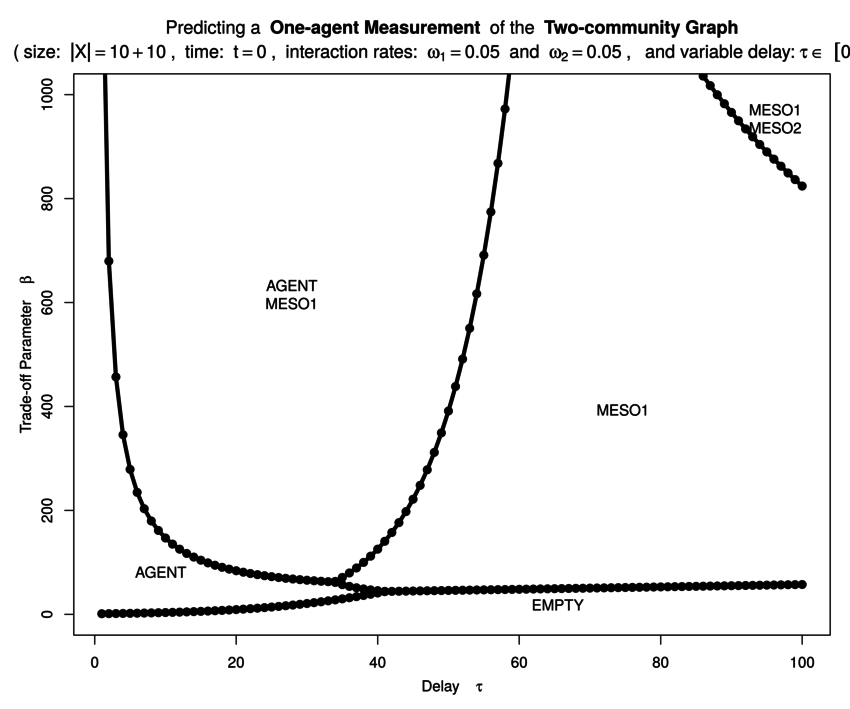 Predicting a One-agent Measurement of the Two-community Graph
( size: |X| = 10 + 10 , time: t = 0 , interaction rates: ω₁ = 0.05 and ω₂ = 0.05 , and variable delay: τ ∈ [0
1000
800
600
400
200
0
Trade-off Parameter β
MESO1
MESO2
AGENT
MESO1
MESO1
AGENT
EMPTY
0 20 40 60 80 100
Delay τ